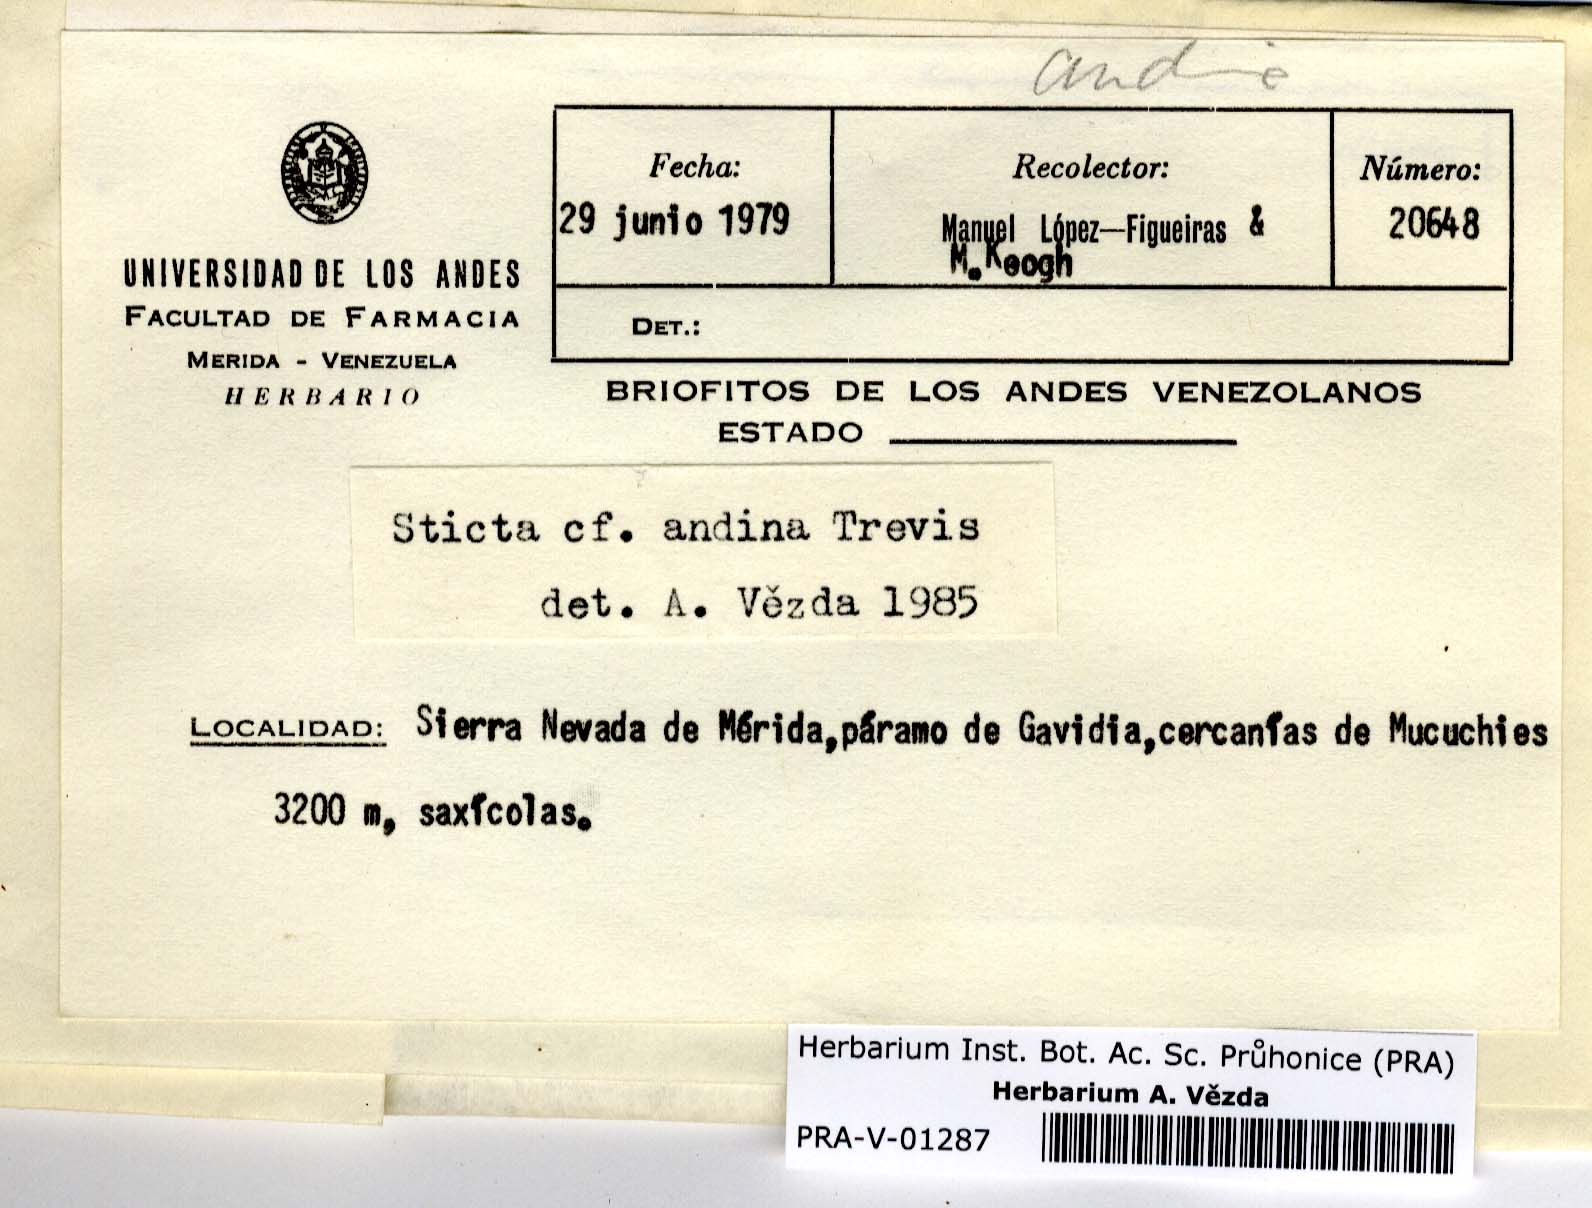 UNIVERSIDAD DE LOS ANDES
FACULTAD DE FARMACIA
MERIDA - VENEZUELA
HERBARIO
Fecha:
29 junio 1979
Recolector:
Manuel López—Figueiras &
M. Keogh
Número:
20648
DET.:
BRIOFITOS DE LOS ANDES VENEZOLANOS
ESTADO
Sticta cf. andina Trevis
det. A. Vězda 1985
LOCALIDAD: Sierra Nevada de Mérida,páramo de Gavidia,cercanías de Mucuchies
3200 m, saxícolas.
Herbarium Inst. Bot. Ac. Sc. Průhonice (PRA)
Herbarium A. Vězda
PRA-V-01287